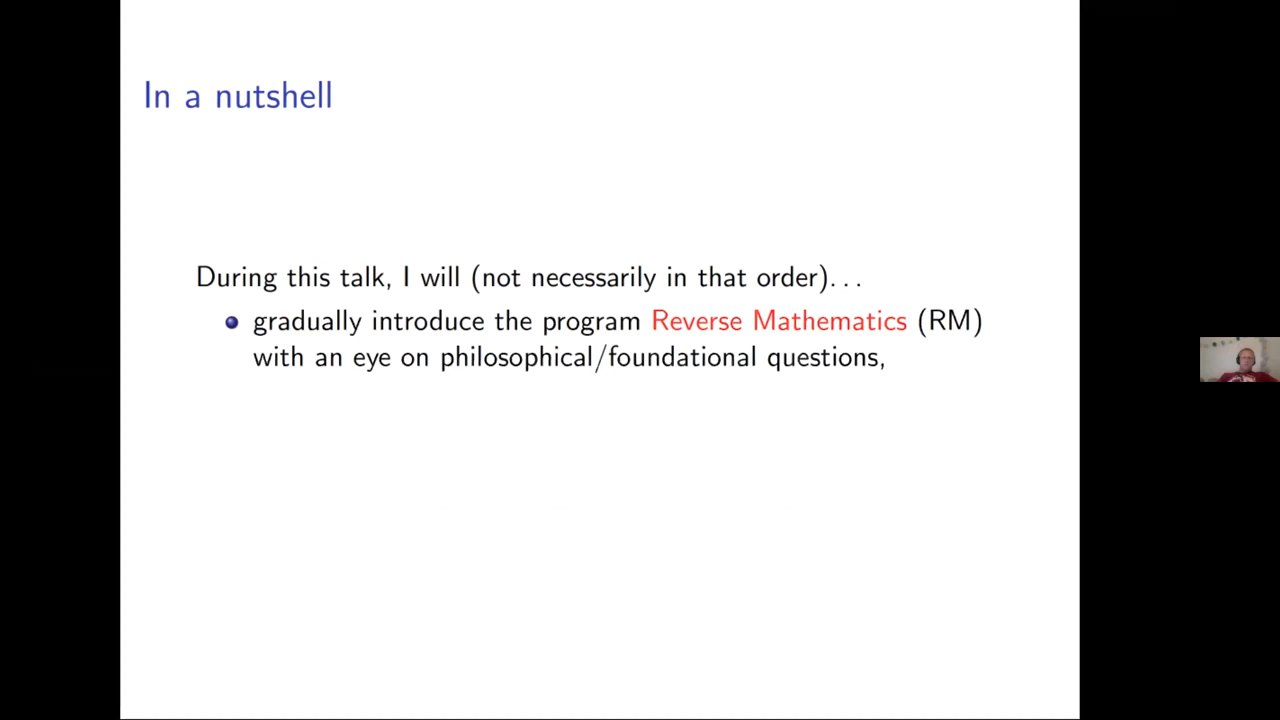 In a nutshell
During this talk, I will (not necessarily in that order)...
gradually introduce the program Reverse Mathematics (RM)
with an eye on philosophical/foundational questions,